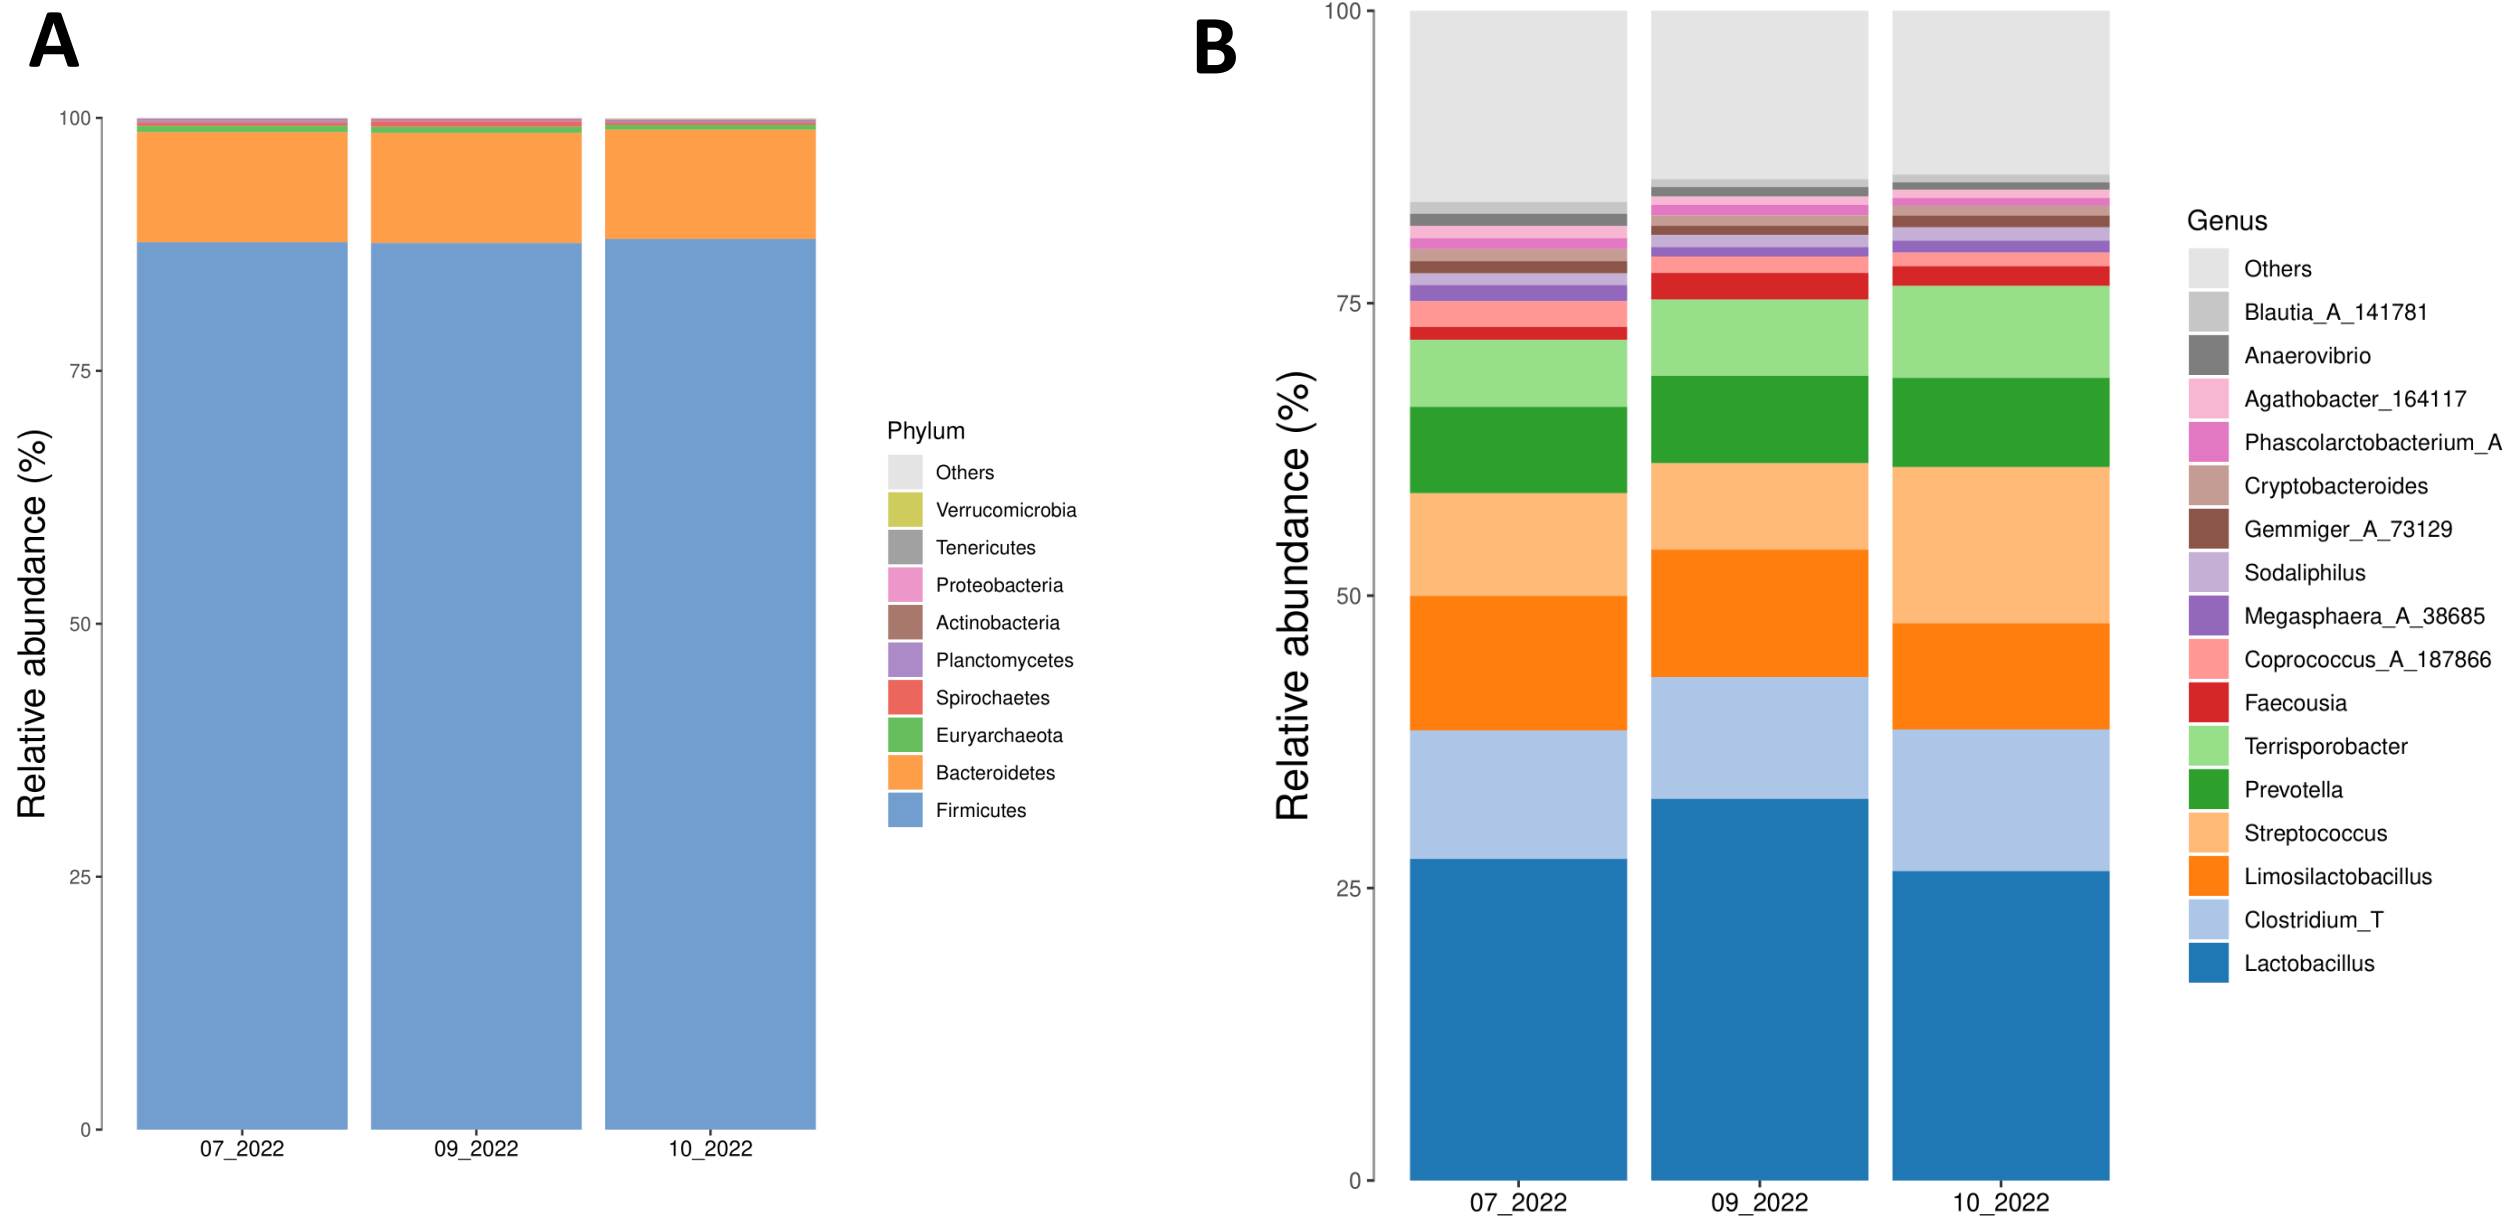 A
Relative abundance (%)
100
75
50
25
0
07_2022
09_2022
10_2022
Phylum
Others
Verrucomicrobia
Tenericutes
Proteobacteria
Actinobacteria
Planctomycetes
Spirochaetes
Euryarchaeota
Bacteroidetes
Firmicutes
B
Relative abundance (%)
100
75
50
25
0
07_2022
09_2022
10_2022
Genus
Others
Blautia_A_141781
Anaerovibrio
Agathobacter_164117
Phascolarctobacterium_A
Cryptobacteroides
Gemmiger_A_73129
Sodaliphilus
Megasphaera_A_38685
Coprococcus_A_187866
Faecousia
Terrisporobacter
Prevotella
Streptococcus
Limosilactobacillus
Clostridium_T
Lactobacillus